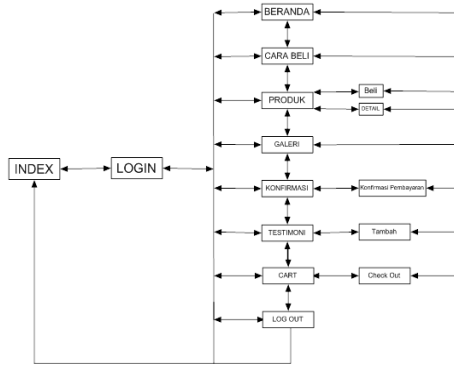 BERANDA
CARA BELI
PRODUK
Beli
DETAIL
GALERI
INDEX
LOGIN
KONFIRMASI
Konfirmasi Pembayaran
TESTIMONI
Tambah
CART
Check Out
LOG OUT